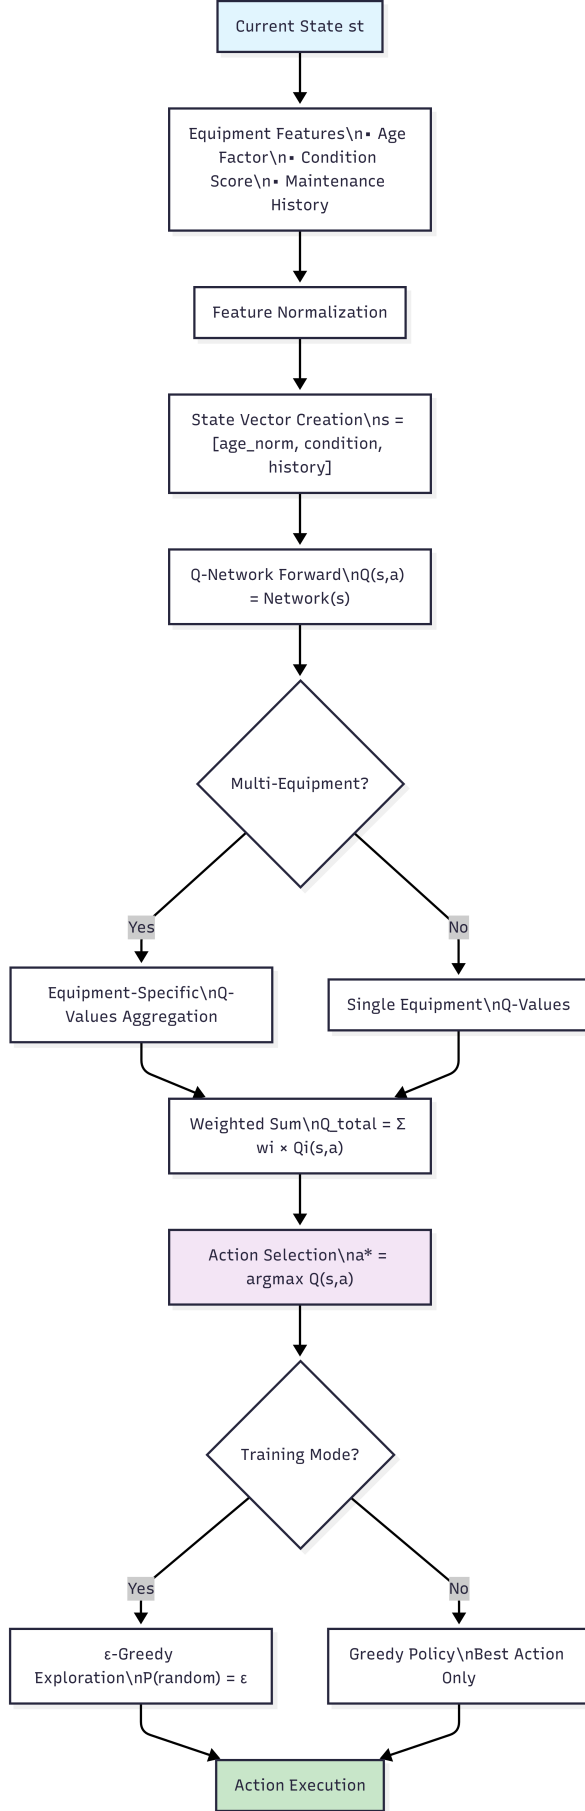 Current State st
Equipment Features\n▪ Age
Factor\n▪ Condition
Score\n▪ Maintenance
History
Feature Normalization
State Vector Creation\ns =
[age_norm, condition,
history]
Q-Network Forward\nQ(s,a)
= Network(s)
Multi-Equipment?
Yes
No
Equipment-Specific\nQ-
Values Aggregation
Single Equipment\nQ-Values
Weighted Sum\nQ_total = Σ
wi × Qi(s,a)
Action Selection\na* =
argmax Q(s,a)
Training Mode?
Yes
No
ε-Greedy
Exploration\nP(random) = ε
Greedy Policy\nBest Action
Only
Action Execution